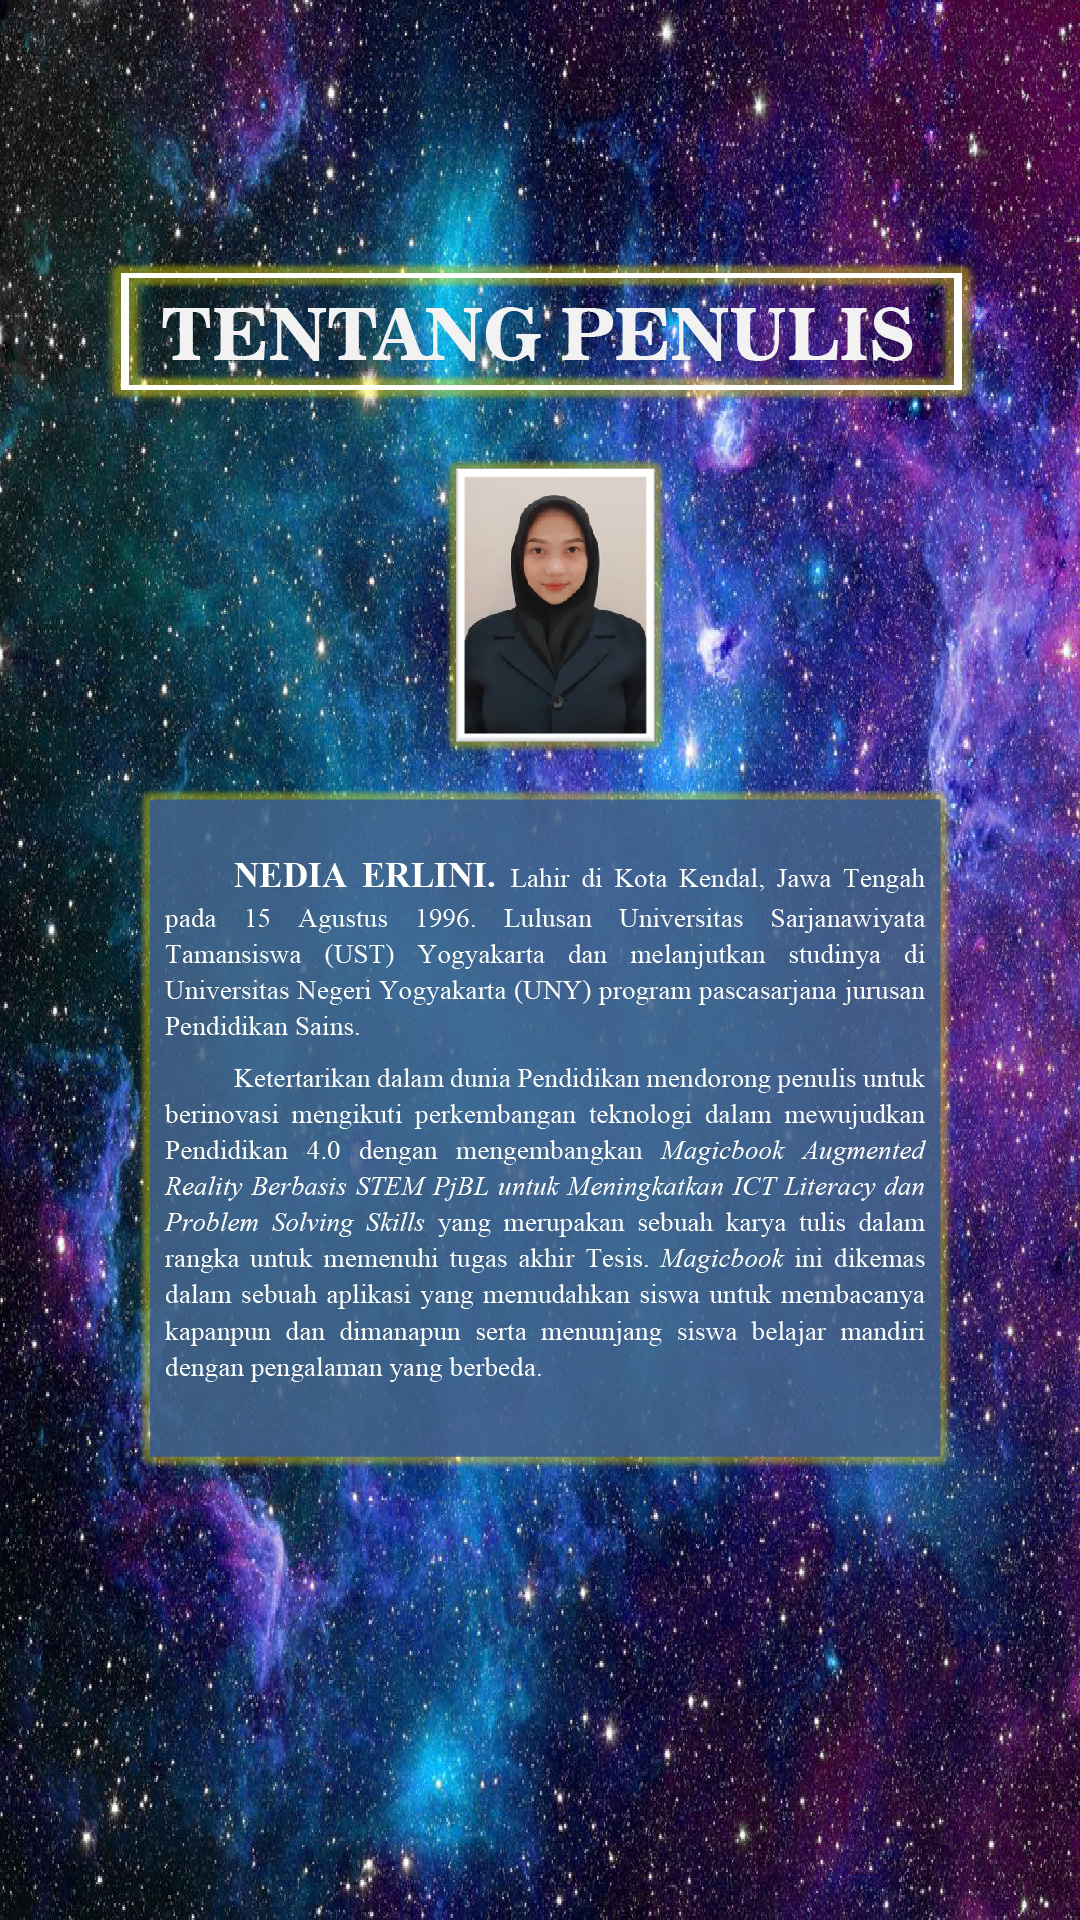 TENTANG PENULIS
NEDIA ERLINI. Lahir di Kota Kendal, Jawa Tengah
pada 15 Agustus 1996. Lulusan Universitas Sarjanawiyata
Tamansiswa (UST) Yogyakarta dan melanjutkan studinya di
Universitas Negeri Yogyakarta (UNY) program pascasarjana jurusan
Pendidikan Sains.
Ketertarikan dalam dunia Pendidikan mendorong penulis untuk
berinovasi mengikuti perkembangan teknologi dalam mewujudkan
Pendidikan 4.0 dengan mengembangkan Magicbook Augmented
Reality Berbasis STEM PjBL untuk Meningkatkan ICT Literacy dan
Problem Solving Skills yang merupakan sebuah karya tulis dalam
rangka untuk memenuhi tugas akhir Tesis. Magicbook ini dikemas
dalam sebuah aplikasi yang memudahkan siswa untuk membacanya
kapanpun dan dimanapun serta menunjang siswa belajar mandiri
dengan pengalaman yang berbeda.